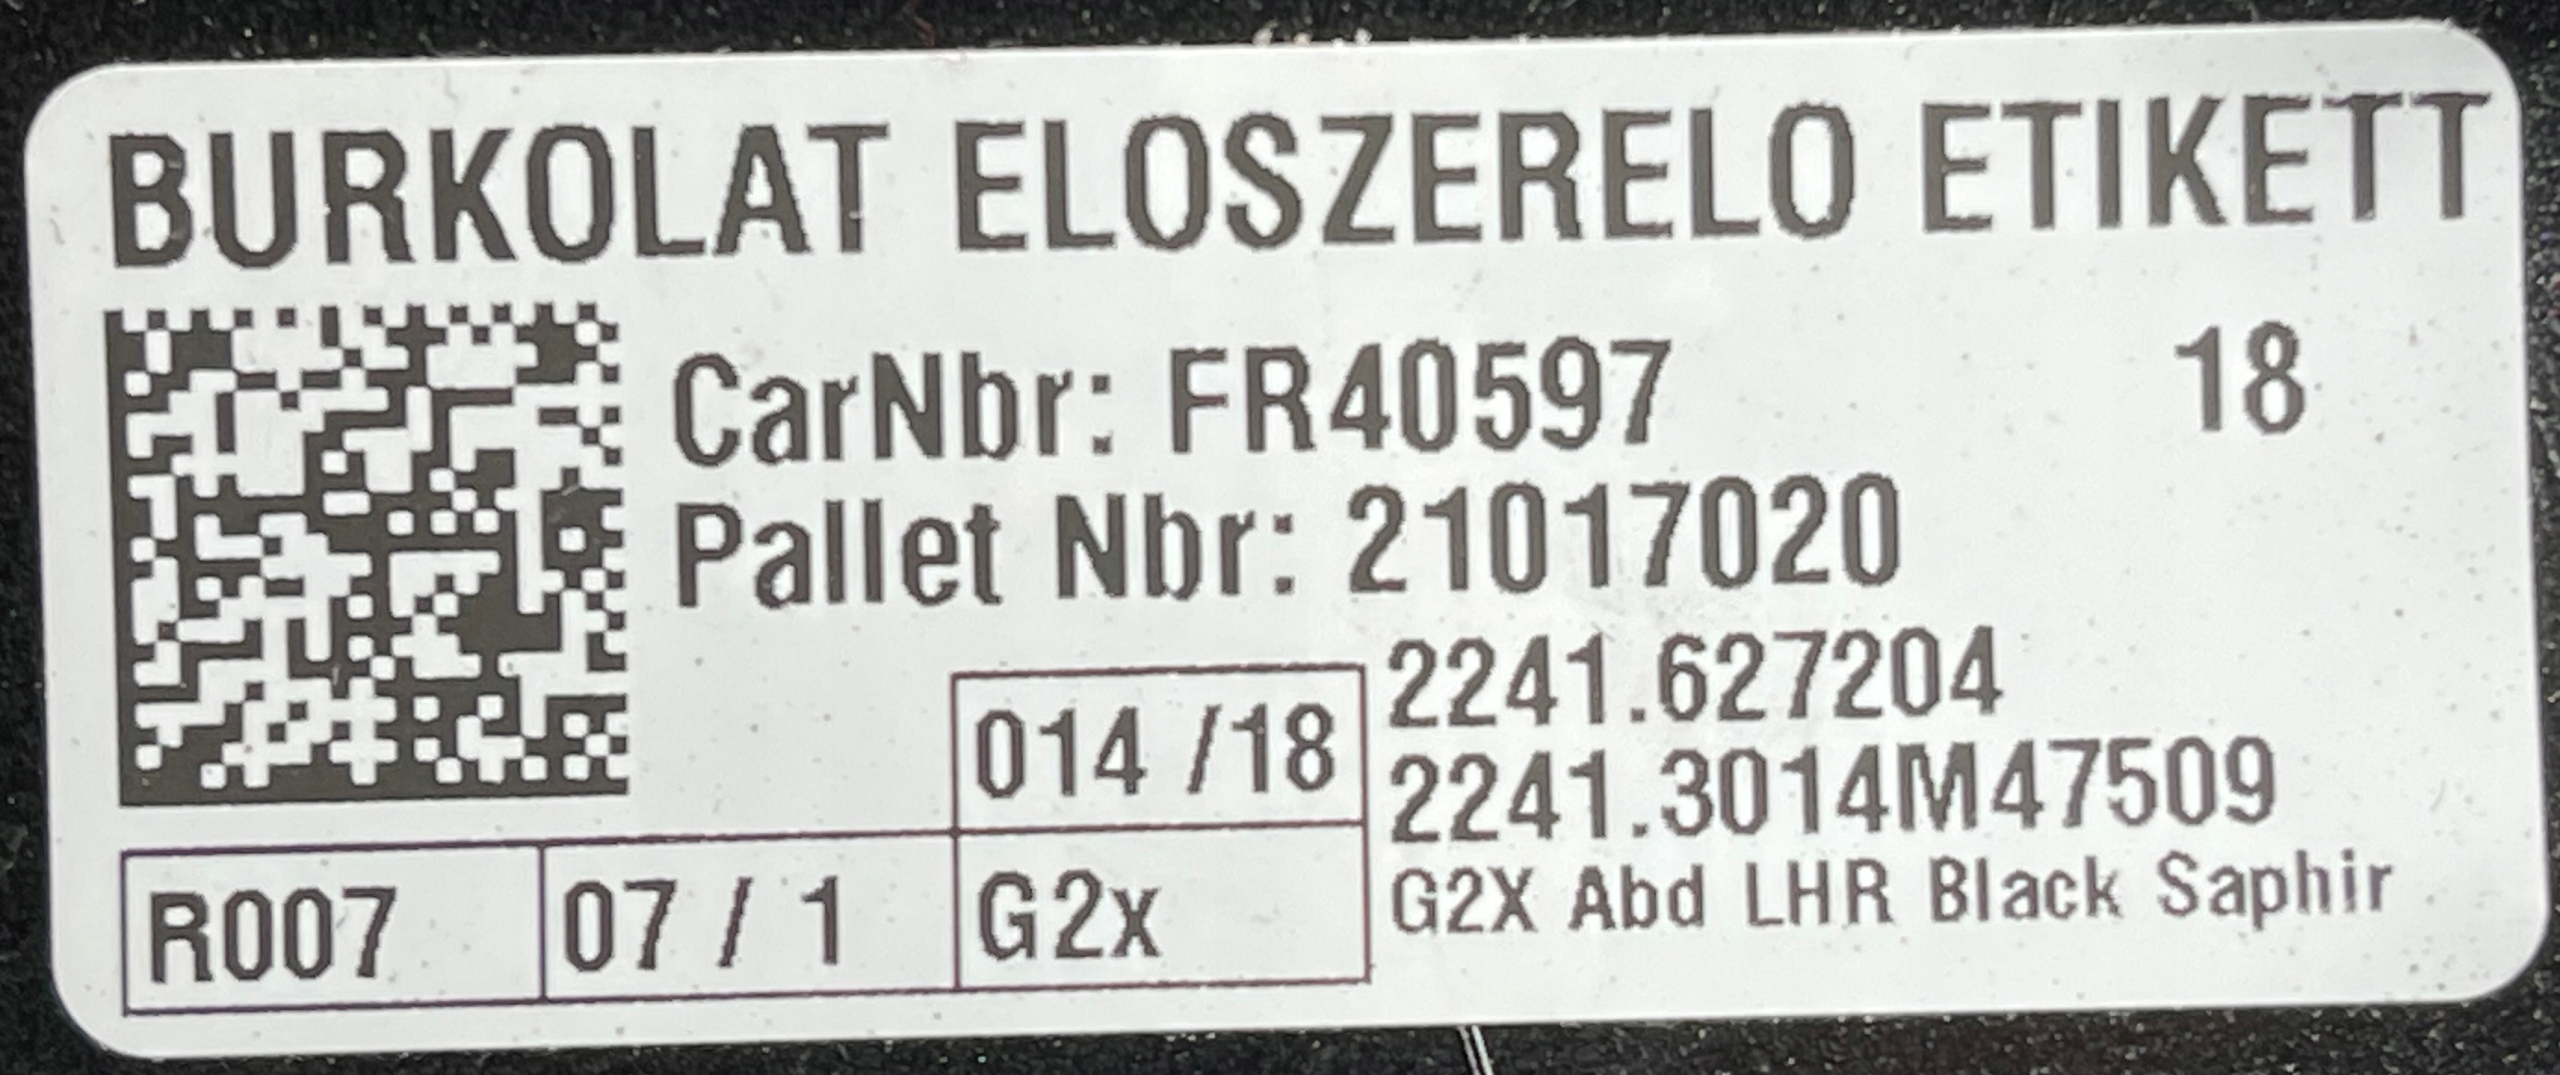 BURKOLAT ELOSZERELO ETIKETT
CarNbr: FR40597 18
Pallet Nbr: 21017020
2241.627204
014 /18
2241.3014M47509
R007 07 / 1 G2x
G2X Abd LHR Black Saphir